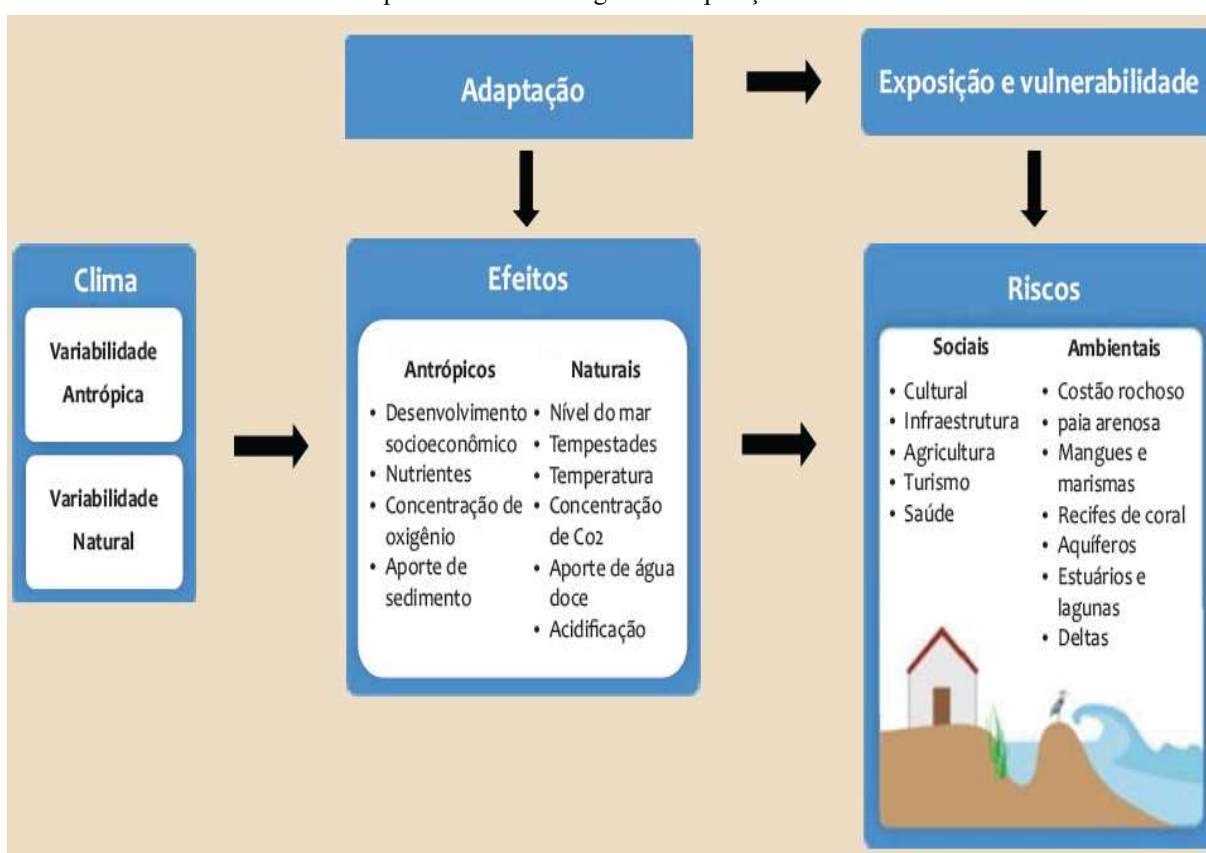 Adaptação
Exposição e vulnerabilidade
Clima
Variabilidade
Antrópica
Variabilidade
Natural
Efeitos
Antrópicos
• Desenvolvimento
socioeconômico
• Nutrientes
• Concentração de
oxigênio
• Aporte de
sedimento
Naturais
• Nível do mar
• Tempestades
• Temperatura
• Concentração
de Co2
• Aporte de água
doce
• Acidificação
Riscos
Sociais
• Cultural
• Infraestrutura
• Agricultura
• Turismo
• Saúde
Ambientais
• Costão rochoso
• paia arenosa
• Mangues e
marismas
• Recifes de coral
• Aquíferos
• Estuários e
lagunas
• Deltas